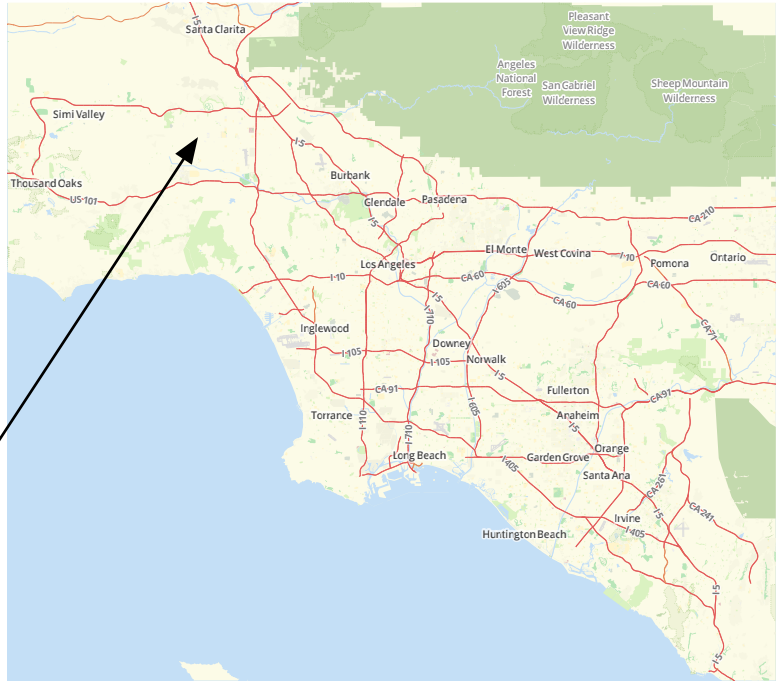 Pleasant
View Ridge
Wilderness
I-5
Santa Clarita
Angeles
National
Forest
San Gabriel
Wilderness
Sheep Mountain
Wilderness
Simi Valley
I-5
Burbank
Thousand Oaks
US 101
Glendale
Pasadena
CA-210
I-5
El Monte
West Covina
I-10
Pomona
Ontario
Los Angeles
I-10
CA 60
I-605
CA 60
CA 60
I-5
I-710
Inglewood
CA-71
Downey
I-105
I-105
Norwalk
I-5
CA 91
Fullerton
CA91
I-605
Torrance
I-110
Anaheim
I-5
I-710
Orange
Long Beach
I-405
Garden Grove
Santa Ana
CA-261
Irvine
I-5
CA-241
Huntington Beach
I-405
I-5
I-5